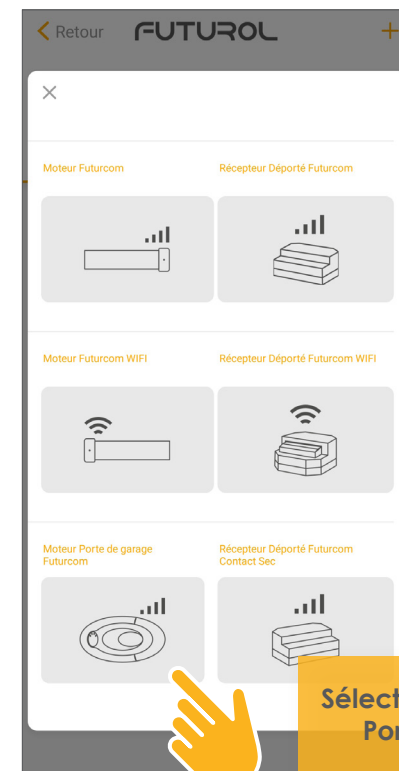 Retour FUTUROL
Moteur Futurcom
Récepteur Déporté Futurcom
Moteur Futurcom WIFI
Récepteur Déporté Futurcom WIFI
Moteur Porte de garage
Futurcom
Récepteur Déporté Futurcom
Contact Sec